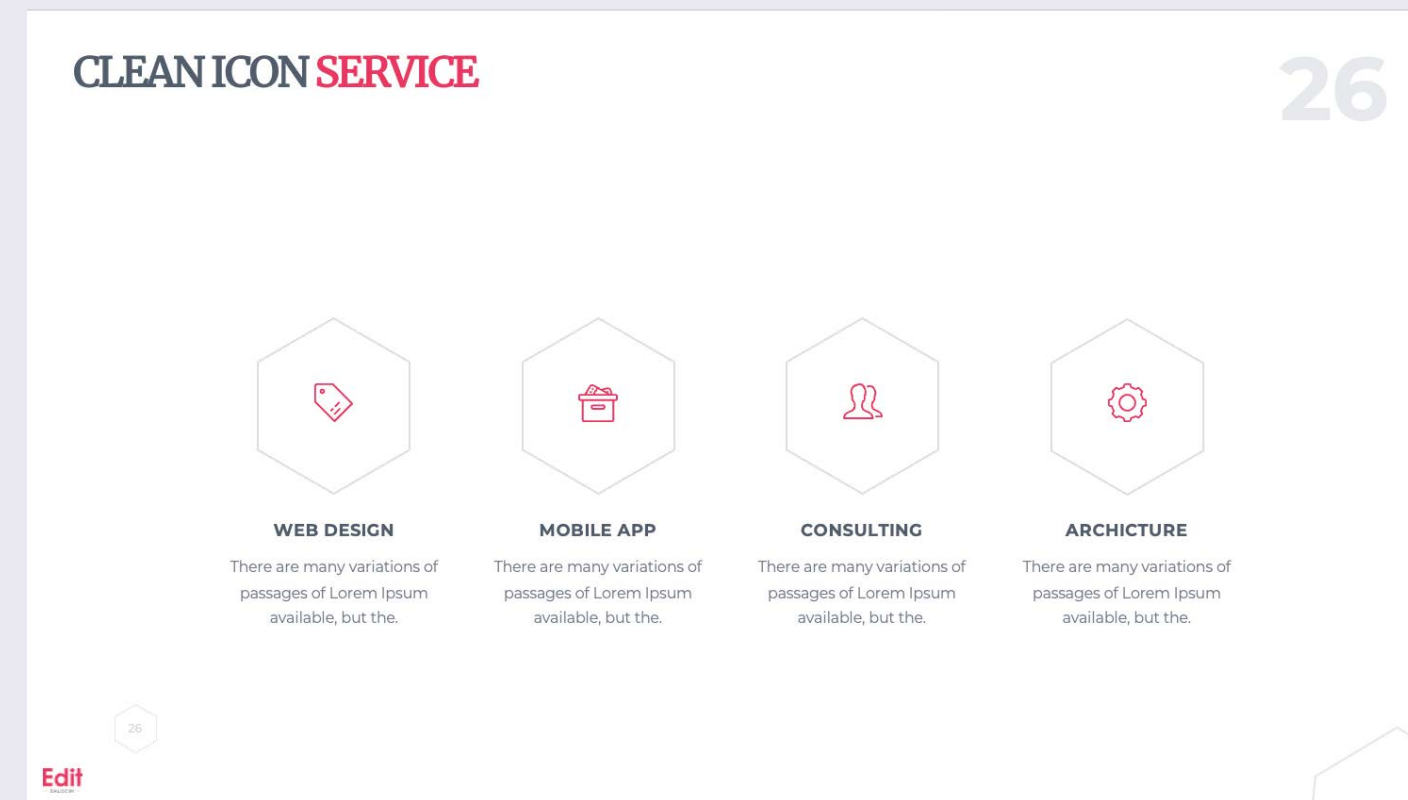 CLEAN ICON SERVICE
26
WEB DESIGN
There are many variations of
passages of Lorem Ipsum
available, but the.
MOBILE APP
There are many variations of
passages of Lorem Ipsum
available, but the.
CONSULTING
There are many variations of
passages of Lorem Ipsum
available, but the.
ARCHICTURE
There are many variations of
passages of Lorem Ipsum
available, but the.
26
Edit